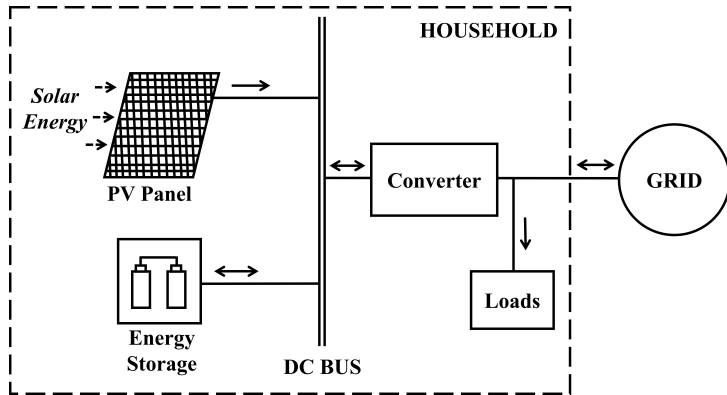 HOUSEHOLD
Solar
Energy
PV Panel
Converter
GRID
Loads
Energy
Storage
DC BUS